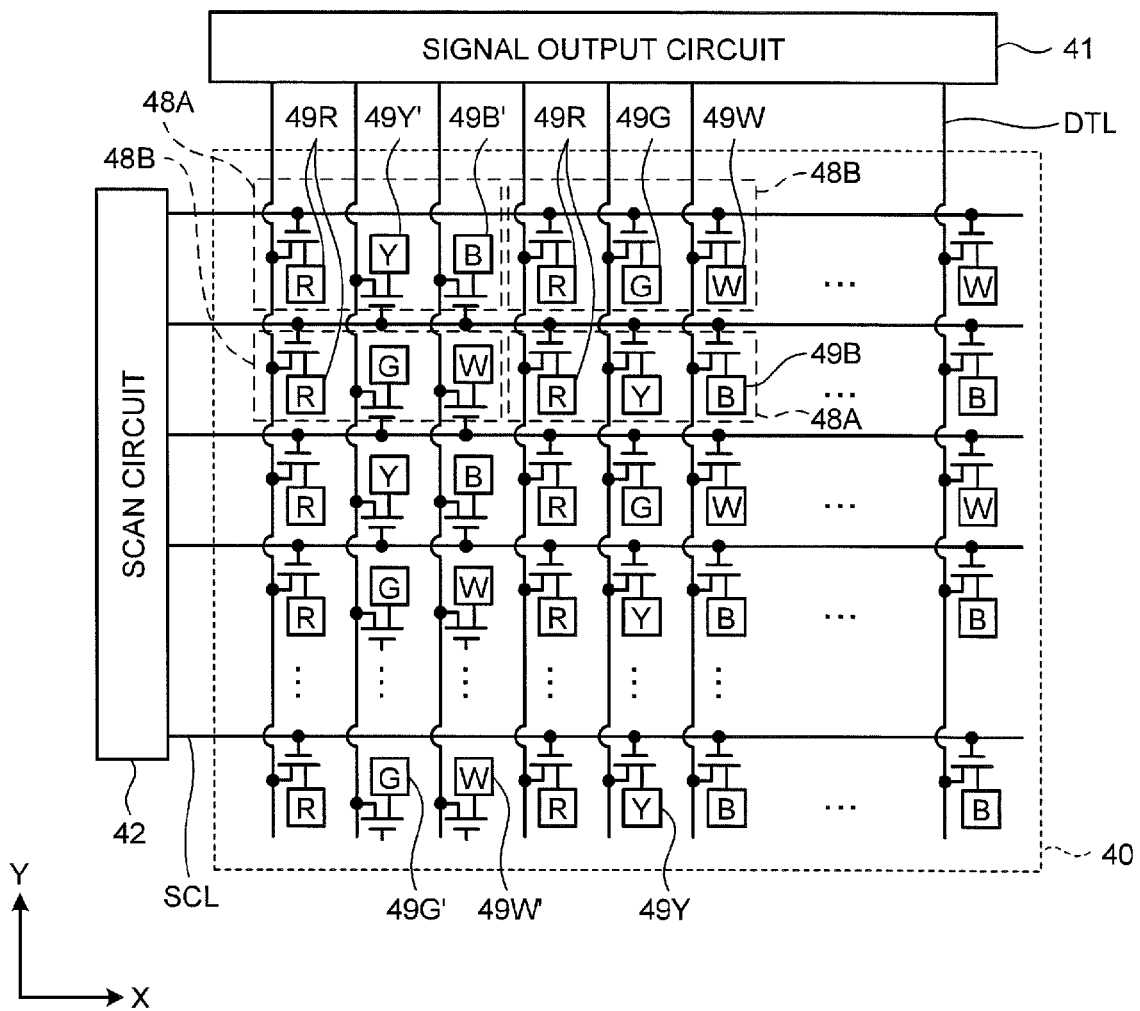 SIGNAL OUTPUT CIRCUIT 41
48A 49R 49Y' 49B' 49R 49G 49W DTL
48B 48B
Y B
R R G W ... W
49B
G W
R R Y B ... B
48A
SCAN CIRCUIT
Y B
R R G W ... W
G W
R R Y B ... B
G W
R R Y B ... B
42 40
Y SCL 49G' 49W' 49Y
X